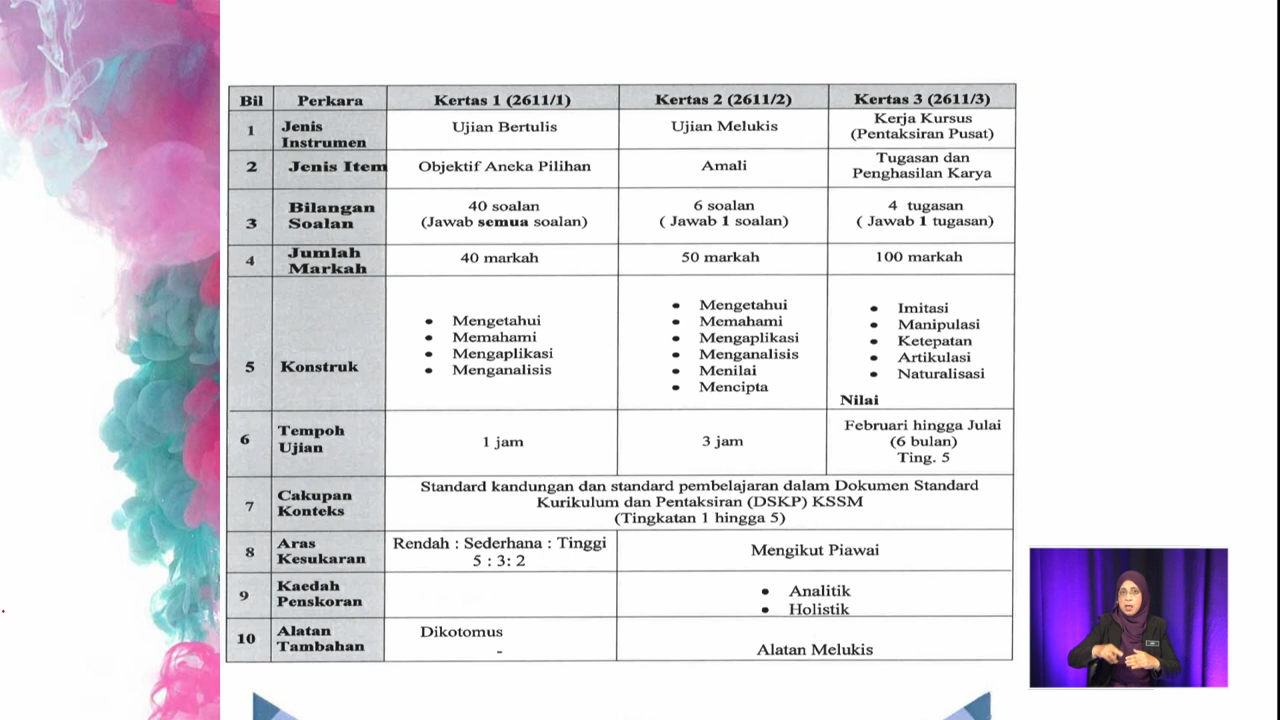 Bil Perkara Kertas 1 (2611/1) Kertas 2 (2611/2) Kertas 3 (2611/3)
1 Jenis Instrumen Ujian Bertulis Ujian Melukis Kerja Kursus
(Pentaksiran Pusat)
2 Jenis Item Objektif Aneka Pilihan Amali Tugasan dan
Penghasilan Karya
3 Bilangan Soalan
40 soalan
(Jawab semua soalan)
6 soalan
( Jawab 1 soalan)
4 tugasan
( Jawab 1 tugasan)
4 Jumlah Markah 40 markah 50 markah 100 markah
5 Konstruk
• Mengetahui
• Memahami
• Mengaplikasi
• Menganalisis
• Mengetahui
• Memahami
• Mengaplikasi
• Menganalisis
• Menilai
• Mencipta
• Imitasi
• Manipulasi
• Ketepatan
• Artikulasi
• Naturalisasi
Nilai
6 Tempoh Ujian 1 jam 3 jam
Februari hingga Julai
(6 bulan)
Ting. 5
7 Cakupan Konteks
Standard kandungan dan standard pembelajaran dalam Dokumen Standard
Kurikulum dan Pentaksiran (DSKP) KSSM
(Tingkatan 1 hingga 5)
8 Aras Kesukaran
Rendah : Sederhana : Tinggi
5 : 3: 2
Mengikut Piawai
9 Kaedah Penskoran
• Analitik
• Holistik
10 Alatan Tambahan
Dikotomus
-
Alatan Melukis